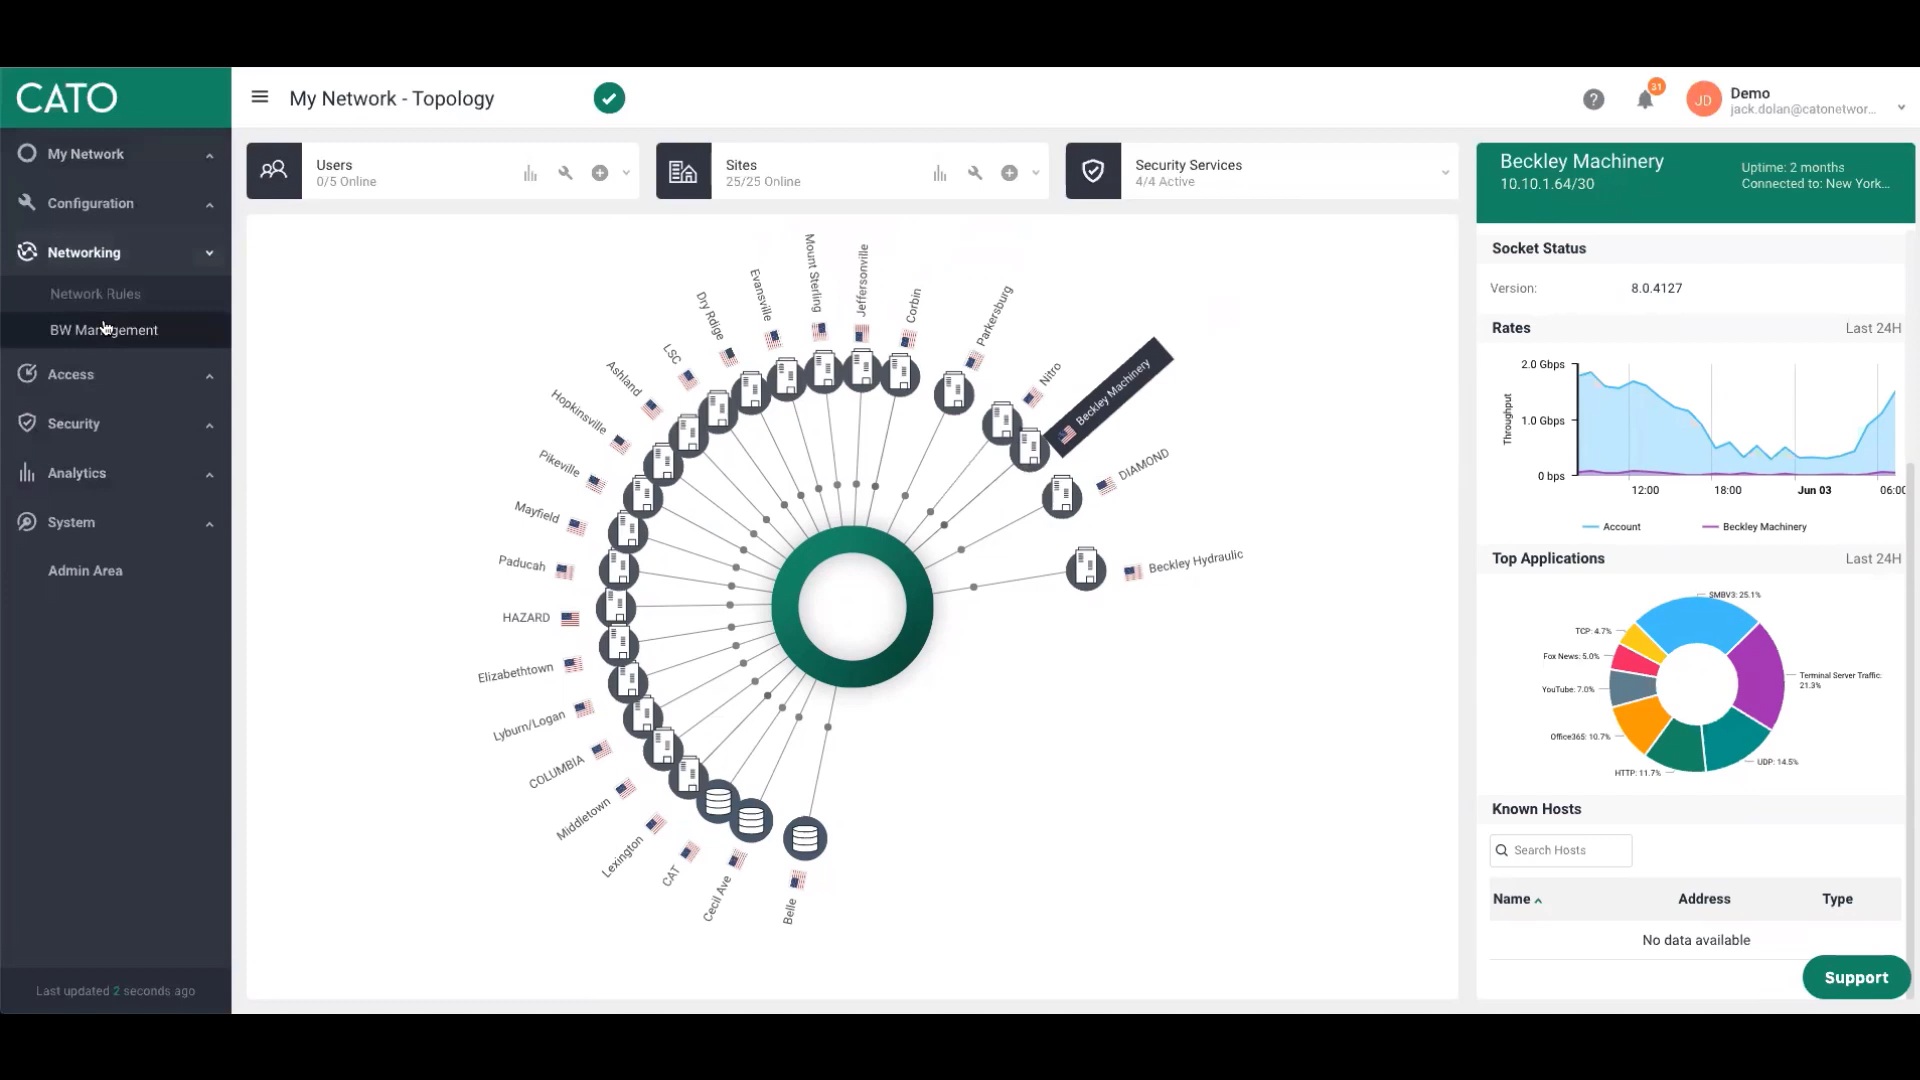 CATO
My Network - Topology
31
JD
Demo
jack.dolan@catonetwor...
My Network
Configuration
Networking
Network Rules
BW Management
Access
Security
Analytics
System
Admin Area
Last updated 2 seconds ago
Users
0/5 Online
Sites
25/25 Online
Security Services
4/4 Active
Mount Sterling
Jeffersonville
Evansville
Corbin
Dry Rdige
Parkersburg
LSC
Nitro
Ashland
Beckley Machinery
Hopkinsville
DIAMOND
Pikeville
Mayfield
Beckley Hydraulic
Paducah
HAZARD
Elizabethtown
Lyburn/Logan
COLUMBIA
Middletown
Lexington
CAT
Cecil Ave
Belle
Beckley Machinery
10.10.1.64/30
Uptime: 2 months
Connected to: New York...
Socket Status
Version: 8.0.4127
Rates Last 24H
Throughput
2.0 Gbps
1.0 Gbps
0 bps
12:00 18:00 Jun 03 06:00
Account Beckley Machinery
Top Applications Last 24H
SMBV3: 25.1%
TCP: 4.7%
Fox News: 5.0%
Terminal Server Traffic:
21.3%
YouTube: 7.0%
Office365: 10.7%
UDP: 14.5%
HTTP: 11.7%
Known Hosts
Search Hosts
Name Address Type
No data available
Support